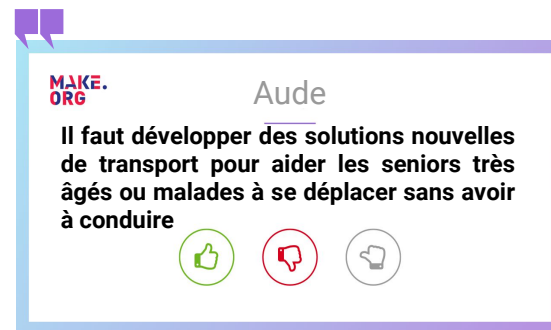 MAKE.
ORG
Aude
Il faut développer des solutions nouvelles
de transport pour aider les seniors très
âgés ou malades à se déplacer sans avoir
à conduire